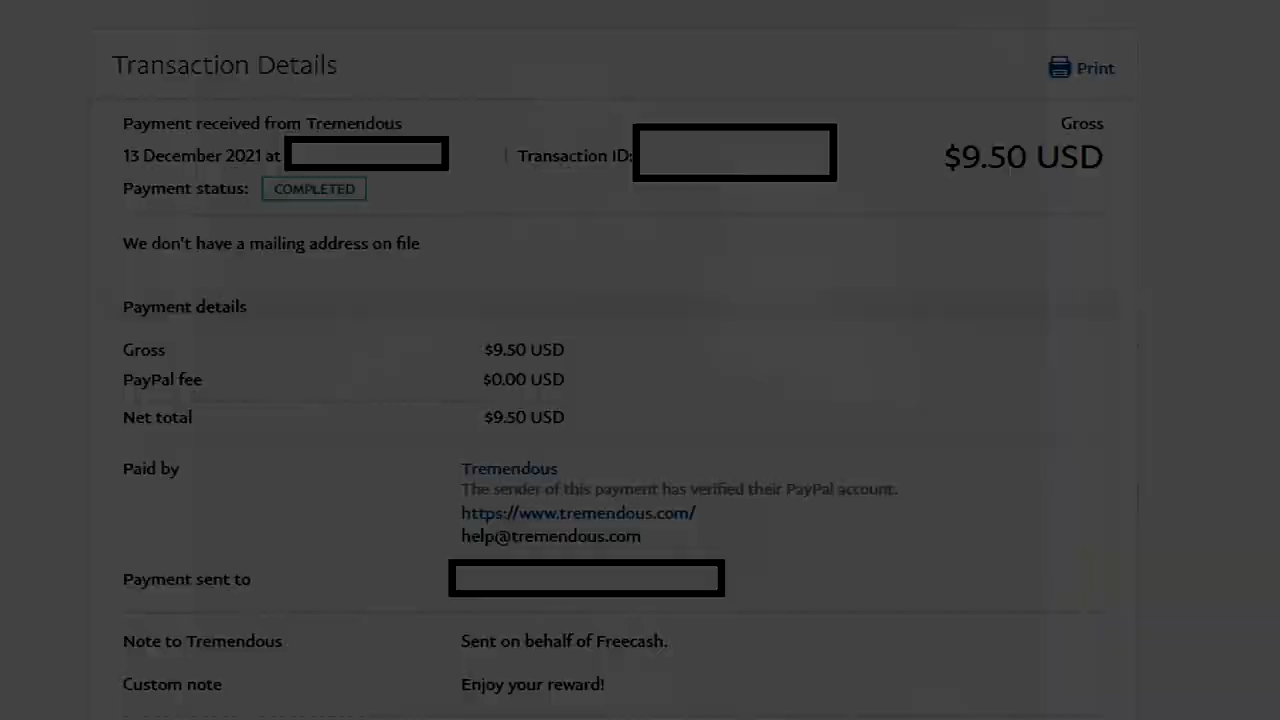 Transaction Details
Print
Payment received from Tremendous
Gross
13 December 2021 at
Transaction ID:
$9.50 USD
Payment status: COMPLETED
We don't have a mailing address on file
Payment details
Gross $9.50 USD
PayPal fee $0.00 USD
Net total $9.50 USD
Paid by Tremendous
The sender of this payment has verified their PayPal account.
https://www.tremendous.com/
help@tremendous.com
Payment sent to
Note to Tremendous Sent on behalf of Freecash.
Custom note Enjoy your reward!